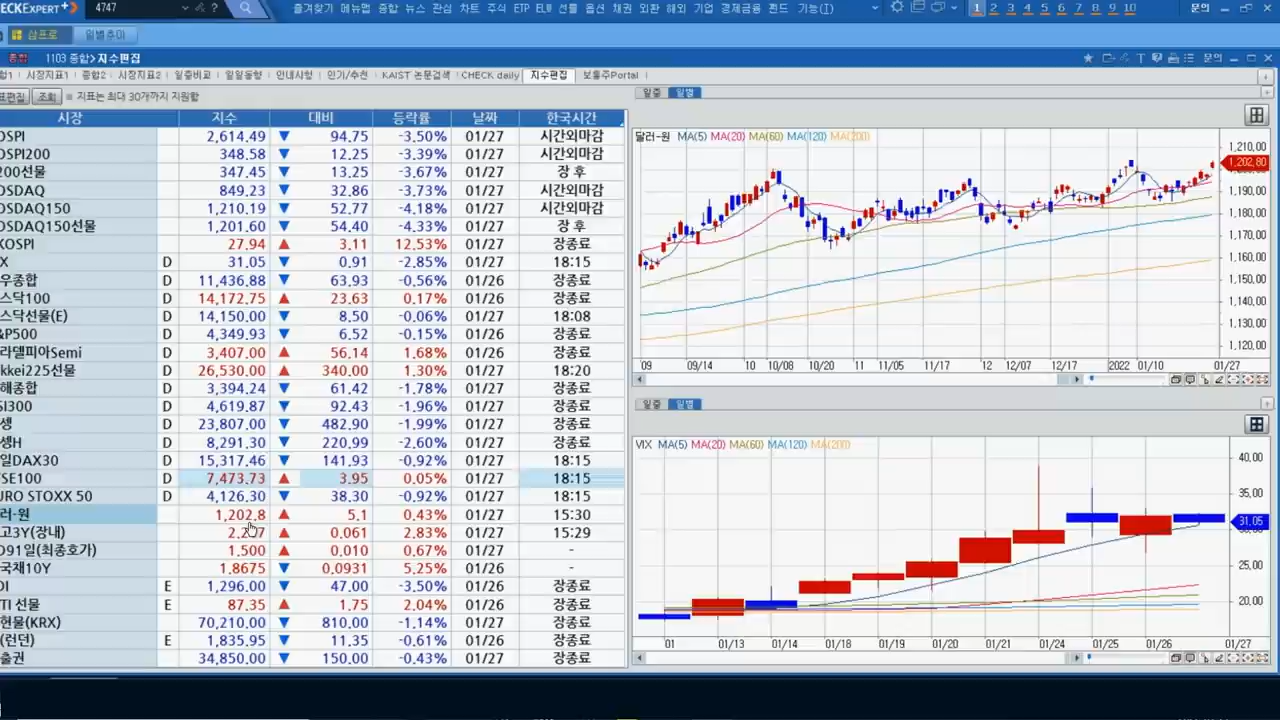 ECKEXPERT+ 4747 즐겨찾기 메뉴맵 종합 뉴스 관심 차트 주식 ETP ELW 선물 옵션 채권 외환 해외 기업 경제금융 펀드 기능(I) 1 2 3 4 5 6 7 8 9 10 문의
삼프로 일별추이
종합 1103 종합>지수편집 문의
합1 시장지표1 종합2 시장지표2 일중비교 일일동향 안내사항 인기/추천 KAIST 논문검색 CHECK daily 지수편집 보통주Portal
표편집 조회 지표는 최대 30개까지 지원함
시장 지수 대비 등락률 날짜 한국시간
OSPI 2,614.49 ▼ 94.75 -3.50% 01/27 시간외마감
OSPI200 348.58 ▼ 12.25 -3.39% 01/27 시간외마감
200선물 347.45 ▼ 13.25 -3.67% 01/27 장 후
OSDAQ 849.23 ▼ 32.86 -3.73% 01/27 시간외마감
OSDAQ150 1,210.19 ▼ 52.77 -4.18% 01/27 시간외마감
OSDAQ150선물 1,201.60 ▼ 54.40 -4.33% 01/27 장 후
KOSPI 27.94 ▲ 3.11 12.53% 01/27 장종료
X D 31.05 ▼ 0.91 -2.85% 01/27 18:15
우종합 D 11,436.88 ▼ 63.93 -0.56% 01/26 장종료
스닥100 D 14,172.75 ▲ 23.63 0.17% 01/26 장종료
스닥선물(E) D 14,150.00 ▼ 8.50 -0.06% 01/27 18:08
&P500 D 4,349.93 ▼ 6.52 -0.15% 01/26 장종료
라델피아Semi D 3,407.00 ▲ 56.14 1.68% 01/26 장종료
kkei225선물 D 26,530.00 ▲ 340.00 1.30% 01/27 18:20
해종합 D 3,394.24 ▼ 61.42 -1.78% 01/27 장종료
SI300 D 4,619.87 ▼ 92.43 -1.96% 01/27 장종료
셍 D 23,807.00 ▼ 482.90 -1.99% 01/27 장종료
셍H D 8,291.30 ▼ 220.99 -2.60% 01/27 장종료
일DAX30 D 15,317.46 ▼ 141.93 -0.92% 01/27 18:15
TSE100 D 7,473.73 ▲ 3.95 0.05% 01/27 18:15
URO STOXX 50 D 4,126.30 ▼ 38.30 -0.92% 01/27 18:15
러-원 1,202.8 ▲ 5.1 0.43% 01/27 15:30
고3Y(장내) ▲ 0.061 2.83% 01/27 15:29
D91일(최종호가) 1.500 ▲ 0.010 0.67% 01/27 -
국채10Y 1.8675 ▲ 0.0931 5.25% 01/26 -
DI E 1,296.00 ▼ 47.00 -3.50% 01/26 장종료
TI 선물 E 87.35 ▲ 1.75 2.04% 01/26 장종료
현물(KRX) 70,210.00 ▼ 810.00 -1.14% 01/27 장종료
(런던) E 1,835.95 ▼ 11.35 -0.61% 01/26 장종료
출권 34,850.00 ▼ 150.00 -0.43% 01/27 장종료
일중 일별
달러-원 MA(5) MA(20) MA(60) MA(120) MA(200)
1,210.00
1,202.80
1,190.00
1,180.00
1,170.00
1,160.00
1,150.00
1,140.00
1,130.00
1,120.00
09 09/14 10 10/08 10/20 11 11/05 11/17 12 12/07 12/17 2022 01/10 01/27
일중 일별
VIX MA(5) MA(20) MA(60) MA(120) MA(200)
40.00
35.00
31.05
25.00
20.00
01 01/13 01/14 01/18 01/19 01/20 01/21 01/24 01/25 01/26 01/27